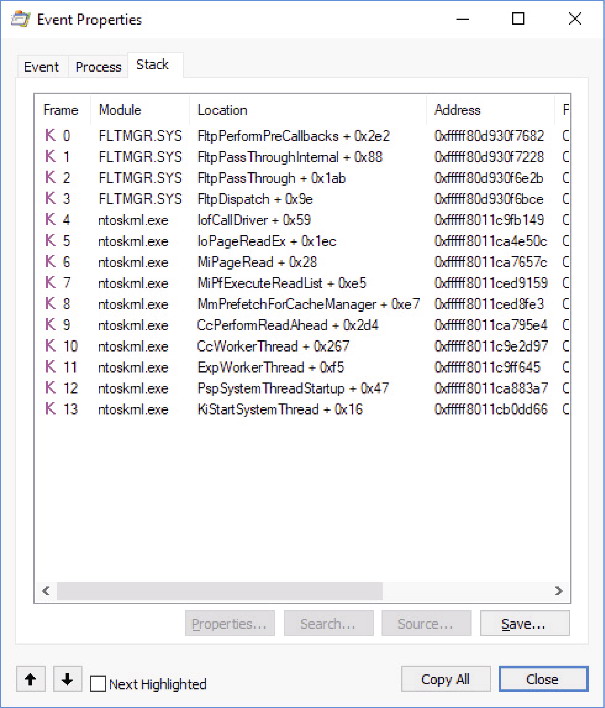 Event Properties
Event Process Stack
Frame Module Location Address F
K 0 FLTMGR.SYS FltpPerformPreCallbacks + 0x2e2 0xfffff80d930f7682 C
K 1 FLTMGR.SYS FltpPassThroughInternal + 0x88 0xfffff80d930f7228 C
K 2 FLTMGR.SYS FltpPassThrough + 0x1ab 0xfffff80d930f6e2b C
K 3 FLTMGR.SYS FltpDispatch + 0x9e 0xfffff80d930f6bce C
K 4 ntoskrnl.exe IofCallDriver + 0x59 0xfffff8011c9fb149 C
K 5 ntoskrnl.exe IoPageReadEx + 0x1ec 0xfffff8011ca4e50c C
K 6 ntoskrnl.exe MiPageRead + 0x28 0xfffff8011ca7657c C
K 7 ntoskrnl.exe MiPfExecuteReadList + 0xe5 0xfffff8011ced9159 C
K 8 ntoskrnl.exe MmPrefetchForCacheManager + 0xe7 0xfffff8011ced8fe3 C
K 9 ntoskrnl.exe CcPerformReadAhead + 0x2d4 0xfffff8011ca795e4 C
K 10 ntoskrnl.exe CcWorkerThread + 0x267 0xfffff8011c9e2d97 C
K 11 ntoskrnl.exe ExpWorkerThread + 0xf5 0xfffff8011c9ff645 C
K 12 ntoskrnl.exe PspSystemThreadStartup + 0x47 0xfffff8011ca883a7 C
K 13 ntoskrnl.exe KiStartSystemThread + 0x16 0xfffff8011cb0dd66 C
Properties... Search... Source... Save...
Next Highlighted Copy All Close